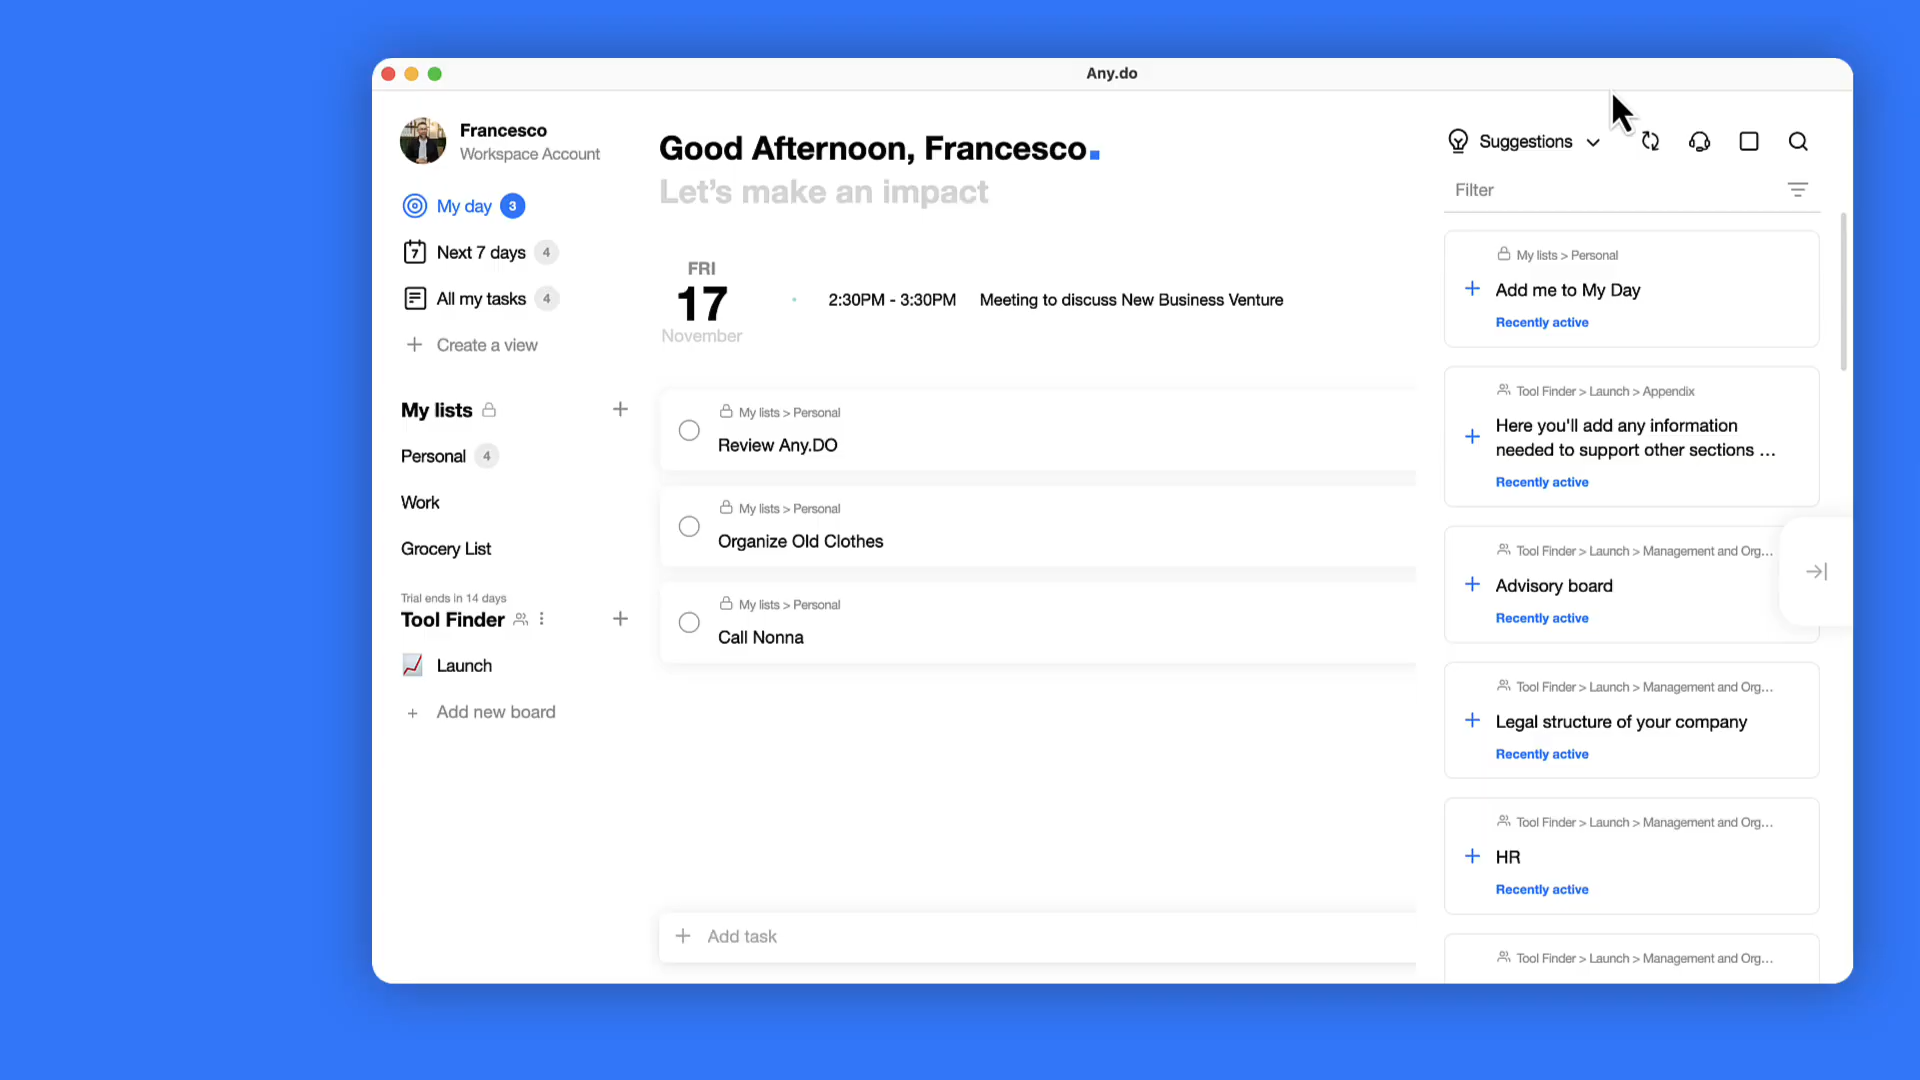 Any.do
Francesco
Workspace Account
My day 3
7 Next 7 days 4
All my tasks 4
Create a view
My lists
Personal 4
Work
Grocery List
Trial ends in 14 days
Tool Finder
Launch
Add new board
Good Afternoon, Francesco.
Let's make an impact
FRI
17
November
2:30PM - 3:30PM Meeting to discuss New Business Venture
My lists > Personal
Review Any.DO
My lists > Personal
Organize Old Clothes
My lists > Personal
Call Nonna
Add task
Suggestions
Filter
My lists > Personal
Add me to My Day
Recently active
Tool Finder > Launch > Appendix
Here you'll add any information
needed to support other sections ...
Recently active
Tool Finder > Launch > Management and Org...
Advisory board
Recently active
Tool Finder > Launch > Management and Org...
Legal structure of your company
Recently active
Tool Finder > Launch > Management and Org...
HR
Recently active
Tool Finder > Launch > Management and Org...